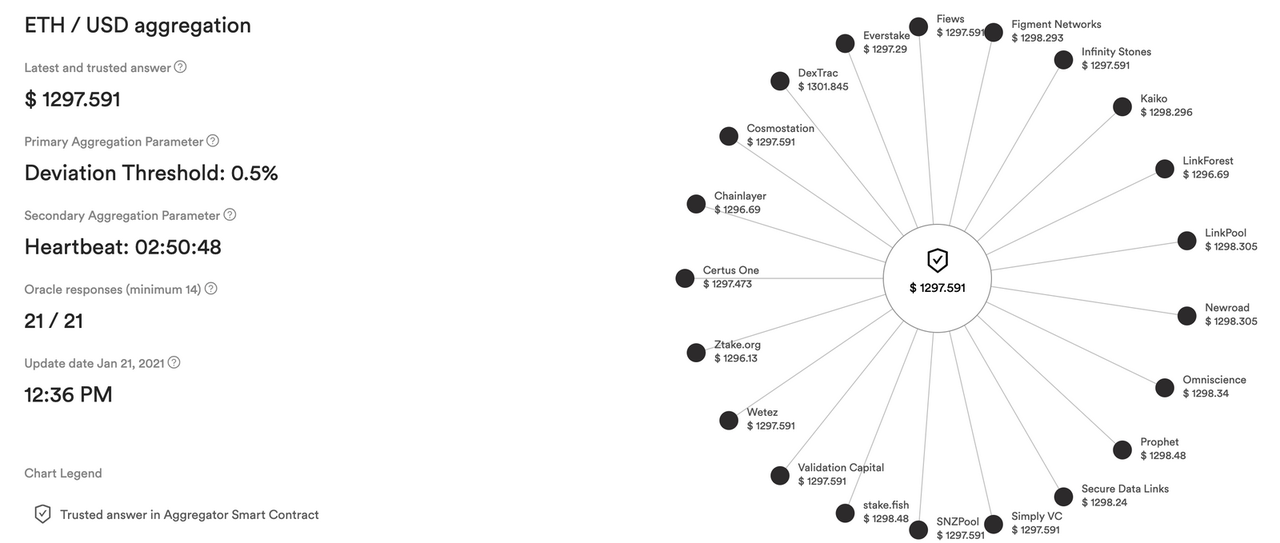 ETH / USD aggregation
Latest and trusted answer ?
$ 1297.591
Primary Aggregation Parameter ?
Deviation Threshold: 0.5%
Secondary Aggregation Parameter ?
Heartbeat: 02:50:48
Oracle responses (minimum 14) ?
21 / 21
Update date Jan 21, 2021 ?
12:36 PM
Chart Legend
Trusted answer in Aggregator Smart Contract
Fiews
$ 1297.591
Figment Networks
$ 1298.293
Infinity Stones
$ 1297.591
Kaiko
$ 1298.296
LinkForest
$ 1296.69
LinkPool
$ 1298.305
Newroad
$ 1298.305
Omniscience
$ 1298.34
Prophet
$ 1298.48
Secure Data Links
$ 1298.24
Simply VC
$ 1297.591
SNZPool
$ 1297.591
stake.fish
$ 1298.48
Validation Capital
$ 1297.591
Wetez
$ 1297.591
Ztake.org
$ 1296.13
Certus One
$ 1297.473
Chainlayer
$ 1296.69
Cosmostation
$ 1297.591
DexTrac
$ 1301.845
Everstake
$ 1297.29
$ 1297.591